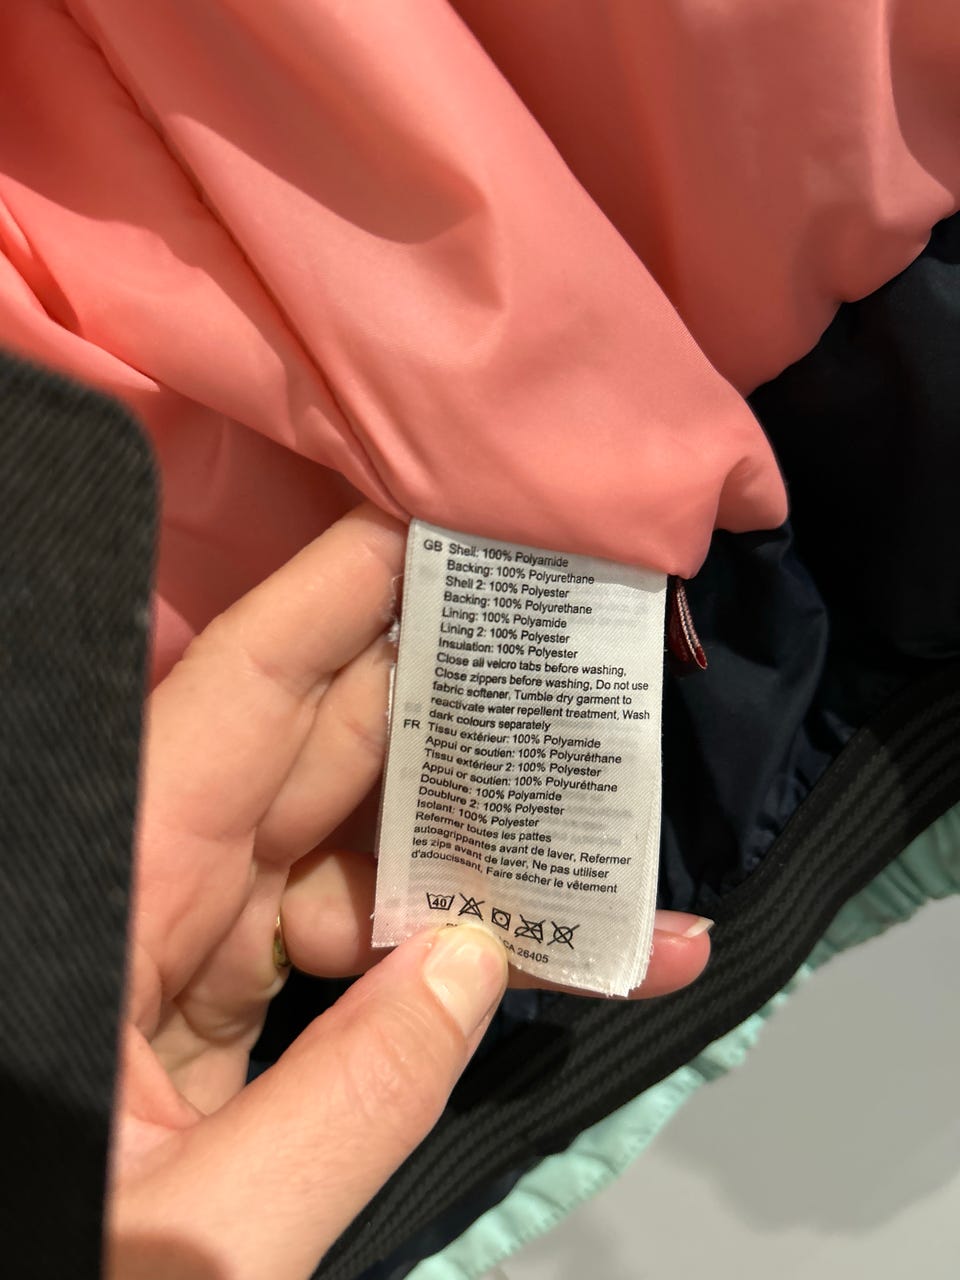 GB Shell: 100% Polyamide
Backing: 100% Polyurethane
Shell 2: 100% Polyester
Backing: 100% Polyurethane
Lining: 100% Polyamide
Lining 2: 100% Polyester
Insulation: 100% Polyester
Close all velcro tabs before washing,
Close zippers before washing, Do not use
fabric softener, Tumble dry garment to
reactivate water repellent treatment, Wash
dark colours separately
FR Tissu extérieur: 100% Polyamide
Appui or soutien: 100% Polyuréthane
Tissu extérieur 2: 100% Polyester
Appui or soutien: 100% Polyuréthane
Doublure: 100% Polyamide
Doublure 2: 100% Polyester
Isolant: 100% Polyester
Refermer toutes les pattes
autoagrippantes avant de laver, Refermer
les zips avant de laver, Ne pas utiliser
d'adoucissant, Faire sécher le vêtement
40
CA 26405